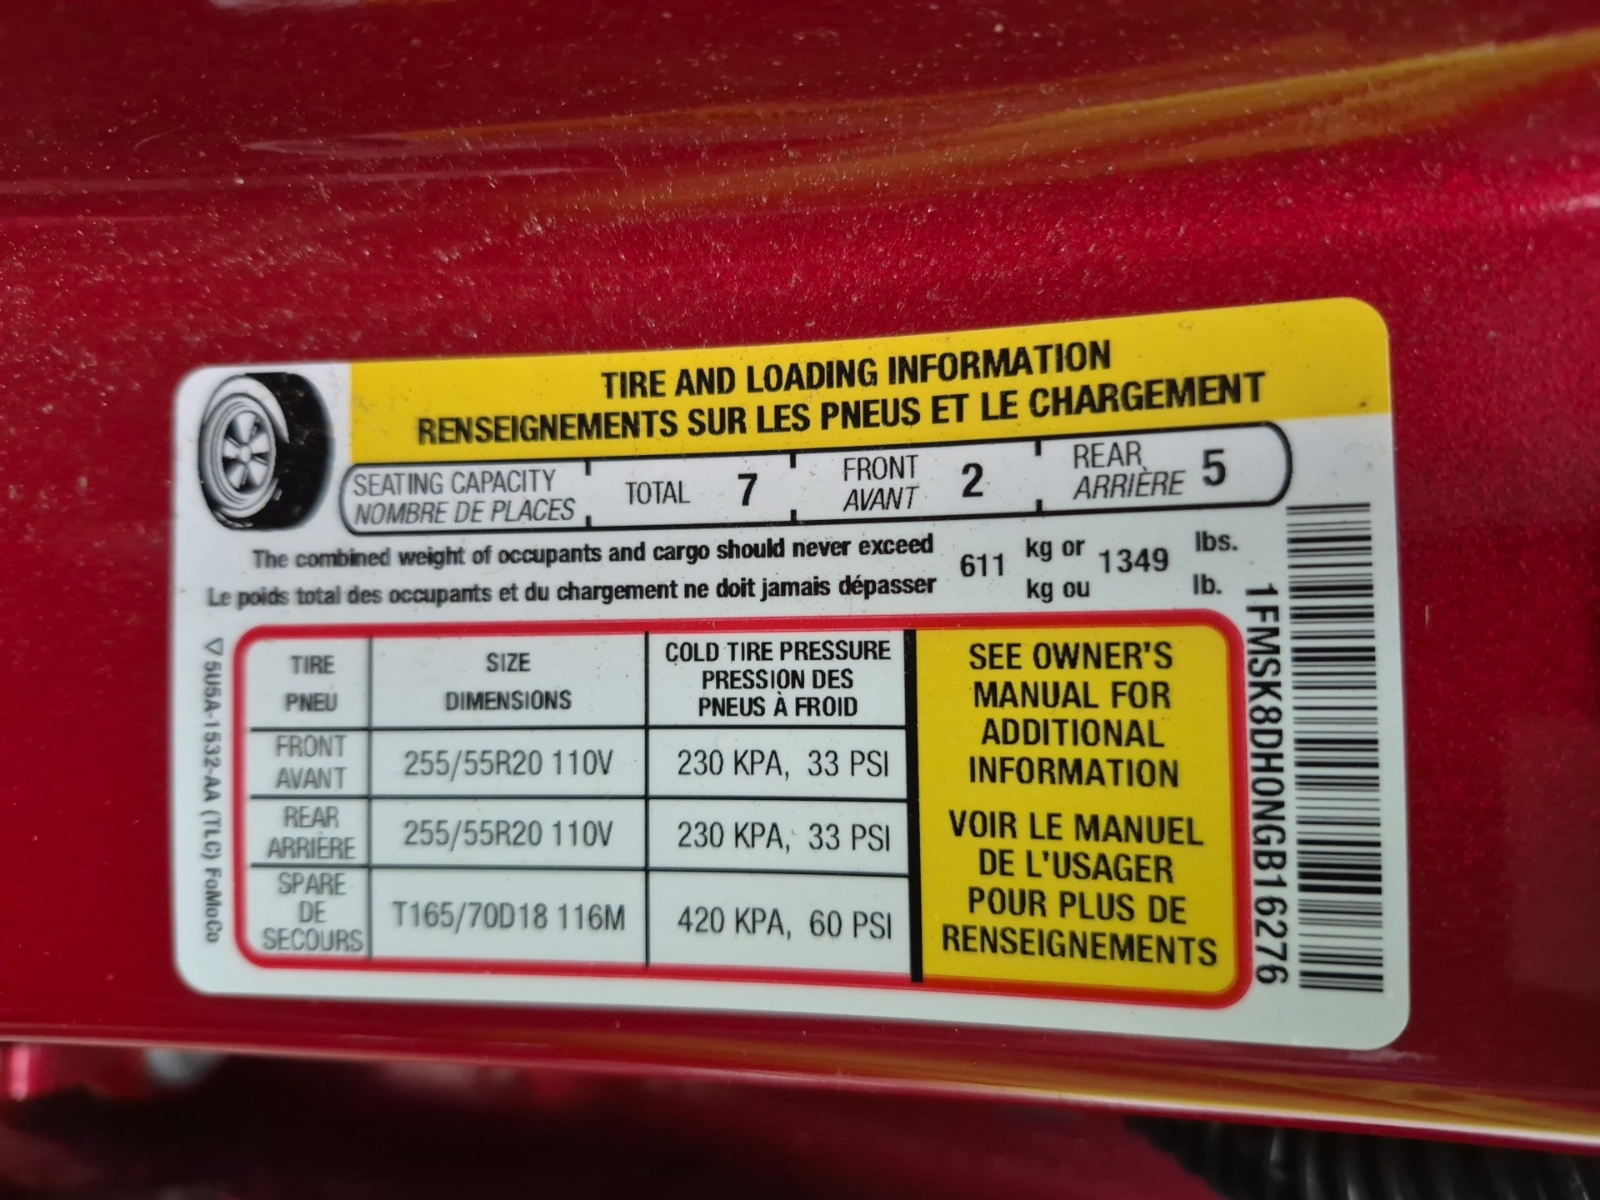 TIRE AND LOADING INFORMATION
RENSEIGNEMENTS SUR LES PNEUS ET LE CHARGEMENT
SEATING CAPACITY
NOMBRE DE PLACES
TOTAL 7
FRONT
AVANT
2
REAR
ARRIÈRE
5
The combined weight of occupants and cargo should never exceed
Le poids total des occupants et du chargement ne doit jamais dépasser
611
kg or
kg ou
1349
lbs.
lb.
TIRE
PNEU
SIZE
DIMENSIONS
COLD TIRE PRESSURE
PRESSION DES
PNEUS À FROID
FRONT
AVANT
255/55R20 110V
230 KPA, 33 PSI
REAR
ARRIÈRE
255/55R20 110V
230 KPA, 33 PSI
SPARE
DE
SECOURS
T165/70D18 116M
420 KPA, 60 PSI
SEE OWNER'S
MANUAL FOR
ADDITIONAL
INFORMATION
VOIR LE MANUEL
DE L'USAGER
POUR PLUS DE
RENSEIGNEMENTS
1FMSK8DH0NGB16276
▽ 5U5A-1532-AA (TLC) FoMoCo